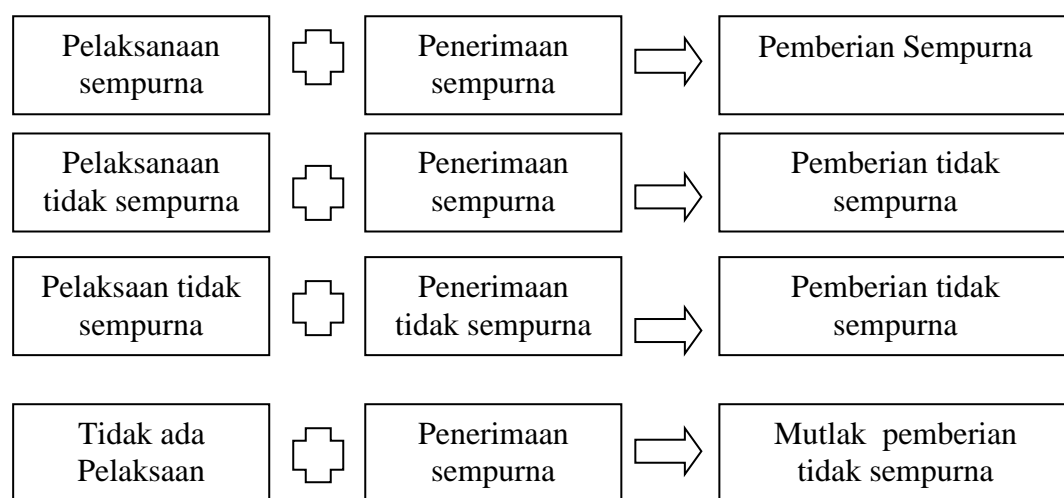 Pelaksanaan
sempurna
Penerimaan
sempurna
Pemberian Sempurna
Pelaksanaan
tidak sempurna
Penerimaan
sempurna
Pemberian tidak
sempurna
Pelaksaan tidak
sempurna
Penerimaan
tidak sempurna
Pemberian tidak
sempurna
Tidak ada
Pelaksaan
Penerimaan
sempurna
Mutlak  pemberian
tidak sempurna